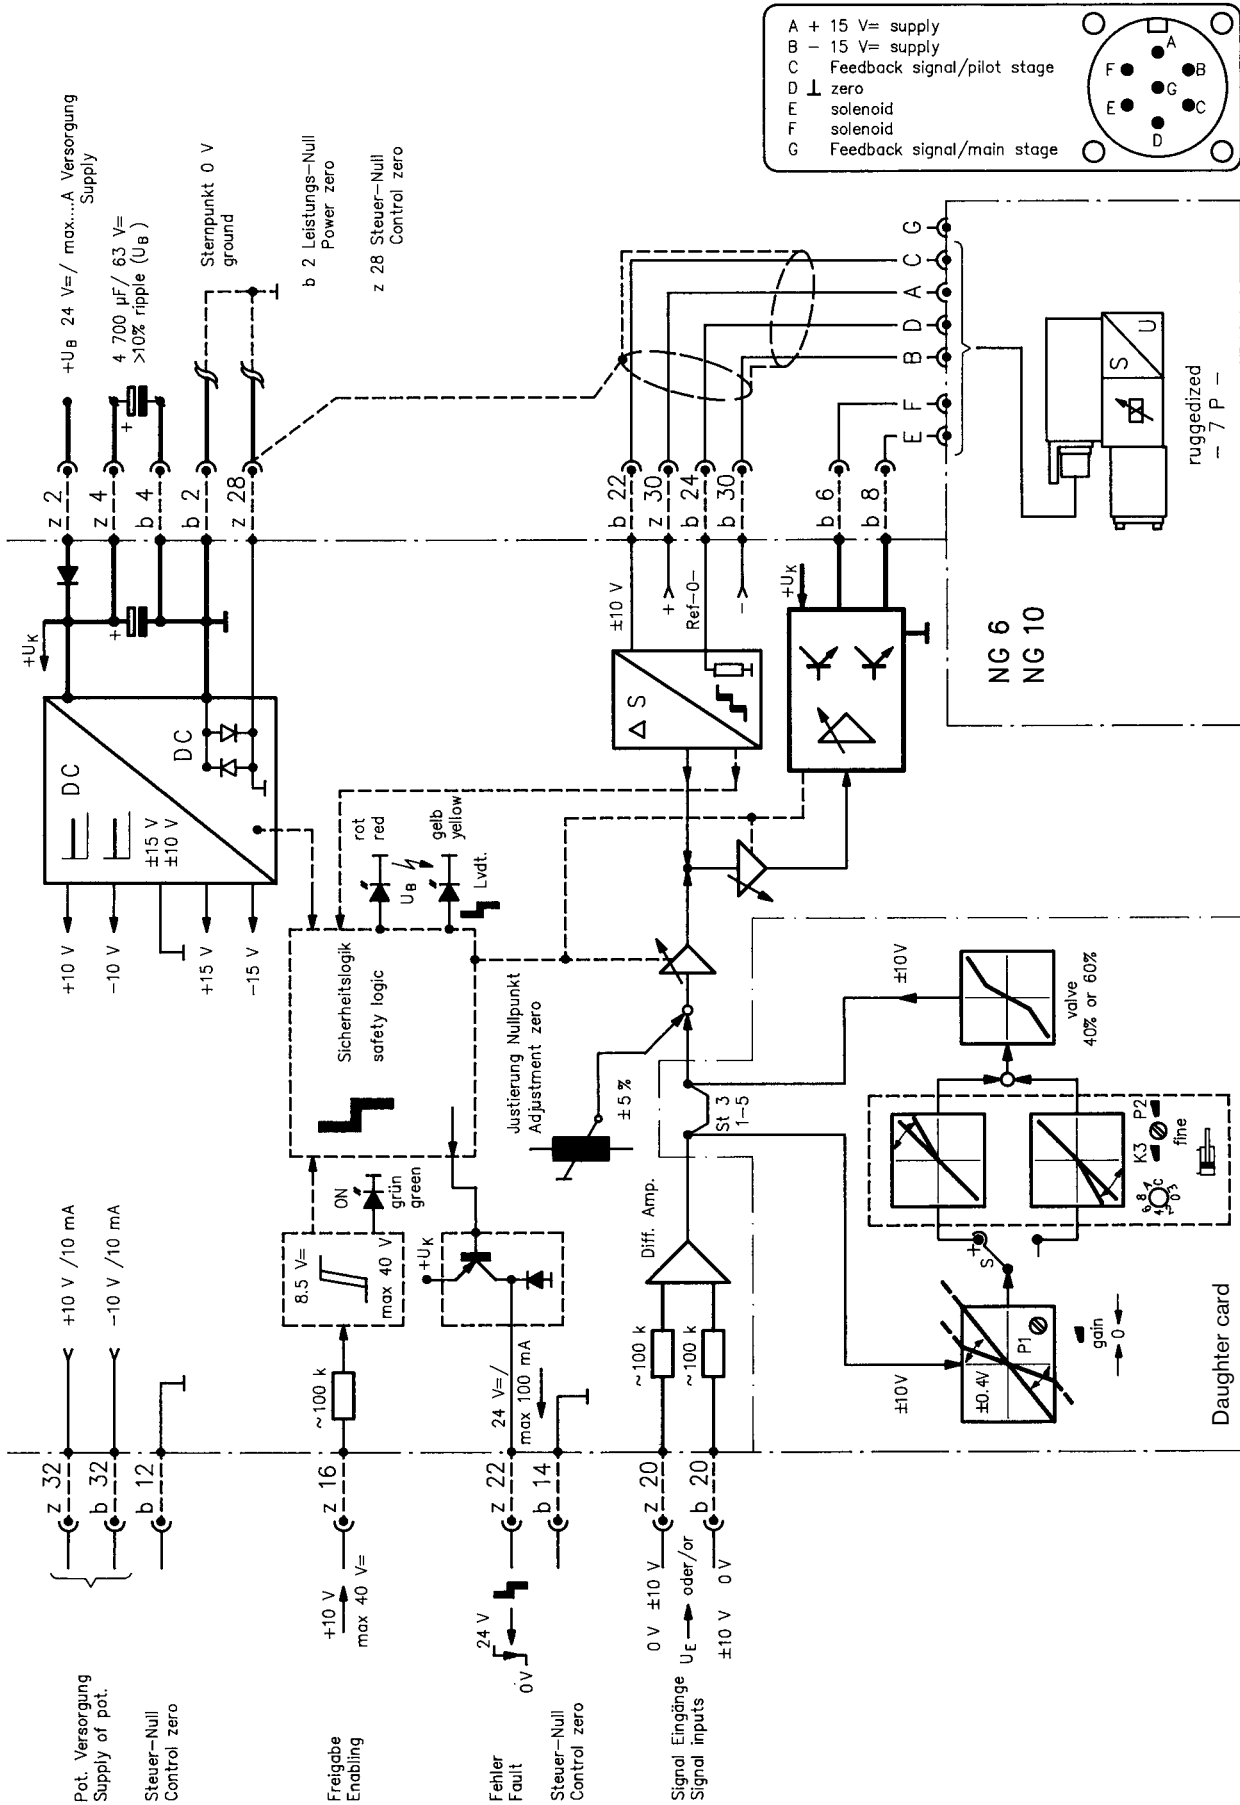 A + 15 V= supply
B - 15 V= supply
C Feedback signal/pilot stage
D ⊥ zero
E solenoid
F solenoid
G Feedback signal/main stage
A
B
C
D
E
F
G
+UB 24 V=/ max...A Versorgung
Supply
4 700 µF/ 63 V=
>10% ripple (UB)
+
Sternpunkt 0 V
ground
b 2 Leistungs-Null
Power zero
z 28 Steuer-Null
Control zero
z 2
z 4
b 4
b 2
z 28
b 22
z 30
b 24
b 30
b 6
b 8
G
C
A
D
B
F
E
S
U
ruggedized
- 7 P -
NG 6
NG 10
+UK
+
DC
DC
±15 V
±10 V
+10 V
-10 V
+15 V
-15 V
±10 V
+
Ref-0-
-
+UK
Δ S
rot
red
UB
gelb
yellow
Lvdt.
Sicherheitslogik
safety logic
Justierung Nullpunkt
Adjustment zero
±5%
St 3
1-5
±10V
valve
40% or 60%
K3
P2
fine
6 8 A C
4 2 0 3
S
+
P1
±0.4V
±10V
gain
0
Daughter card
ON
grün
green
8.5 V=
max 40 V
+UK
Diff. Amp.
+10 V /10 mA
-10 V /10 mA
~100 k
24 V=/
max 100 mA
~100 k
~100 k
z 32
b 32
b 12
z 16
z 22
b 14
z 20
b 20
+10 V
max 40 V=
24 V
0V
0 V ±10 V
UE oder/or
±10 V 0 V
Pot. Versorgung
Supply of pot.
Steuer-Null
Control zero
Freigabe
Enabling
Fehler
Fault
Steuer-Null
Control zero
Signal Eingänge
Signal inputs